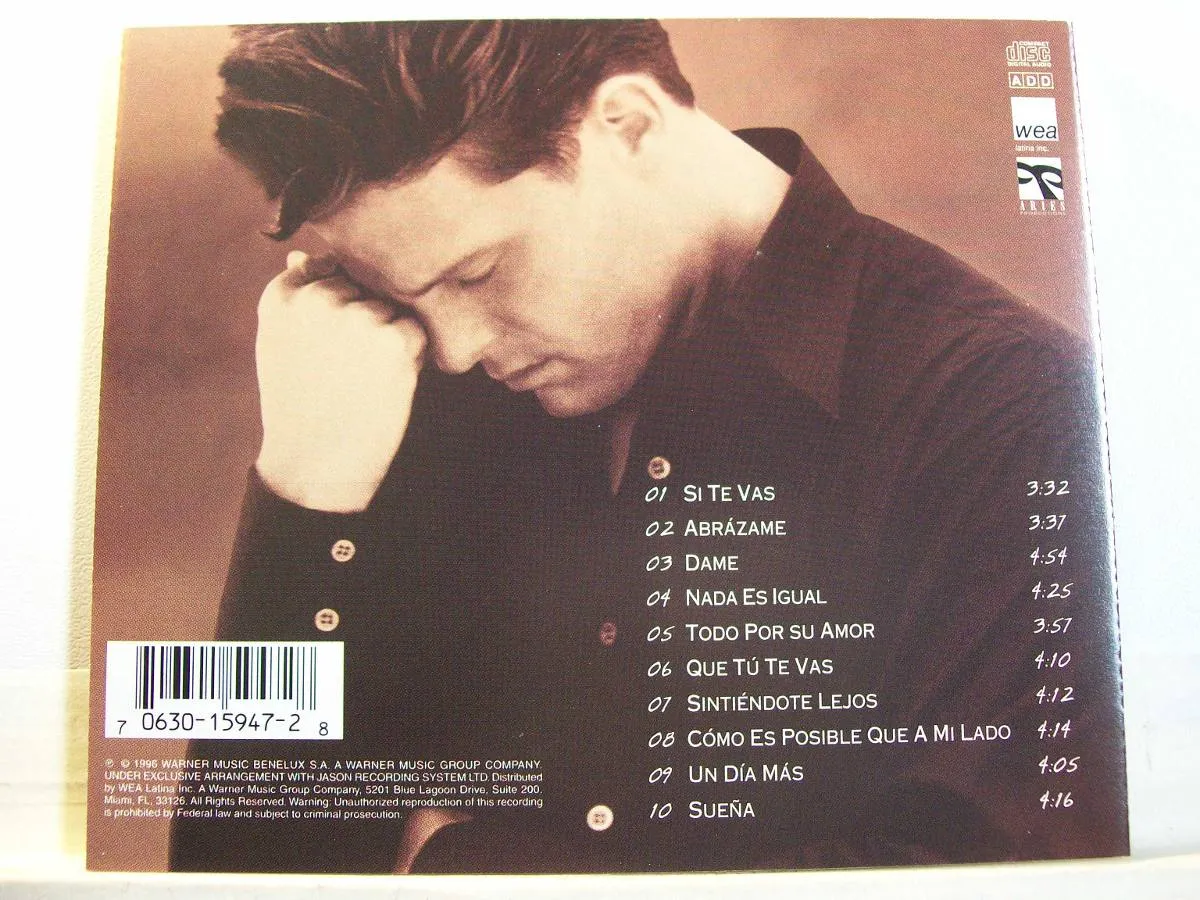 COMPACT
disc
DIGITAL AUDIO
ADD
wea
latina inc.
ARIES
PRODUCTIONS
01 SI TE VAS 3:32
02 ABRÁZAME 3:37
03 DAME 4:54
04 NADA ES IGUAL 4:25
05 TODO POR SU AMOR 3:57
06 QUE TÚ TE VAS 4:10
07 SINTIÉNDOTE LEJOS 4:12
08 CÓMO ES POSIBLE QUE A MI LADO 4:14
09 UN DÍA MÁS 4:05
10 SUEÑA 4:16
7 0630-15947-2 8
℗ © 1996 WARNER MUSIC BENELUX S.A. A WARNER MUSIC GROUP COMPANY.
UNDER EXCLUSIVE ARRANGEMENT WITH JASON RECORDING SYSTEM LTD. Distributed
by WEA Latina Inc. A Warner Music Group Company, 5201 Blue Lagoon Drive, Suite 200.
Miami, FL, 33126. All Rights Reserved. Warning: Unauthorized reproduction of this recording
is prohibited by Federal law and subject to criminal prosecution.